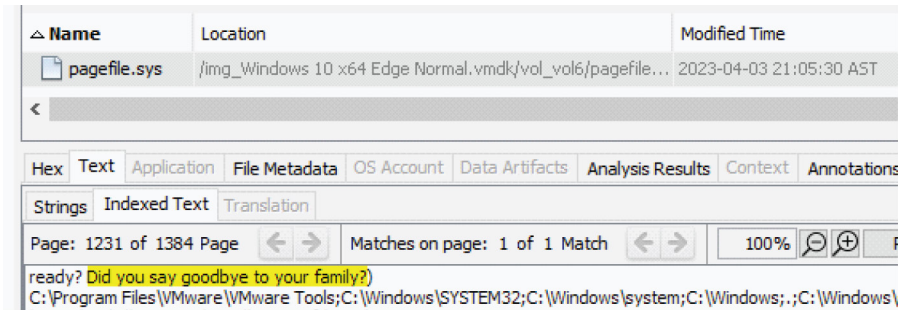 Name Location Modified Time
pagefile.sys /img_Windows 10 x64 Edge Normal.vmdk/vol_vol6/pagefile... 2023-04-03 21:05:30 AST
Hex Text Application File Metadata OS Account Data Artifacts Analysis Results Context Annotations
Strings Indexed Text Translation
Page: 1231 of 1384 Page Matches on page: 1 of 1 Match 100%
ready? Did you say goodbye to your family?)
C:\Program Files\VMware\VMware Tools;C:\Windows\SYSTEM32;C:\Windows\system;C:\Windows;.;C:\Windows\